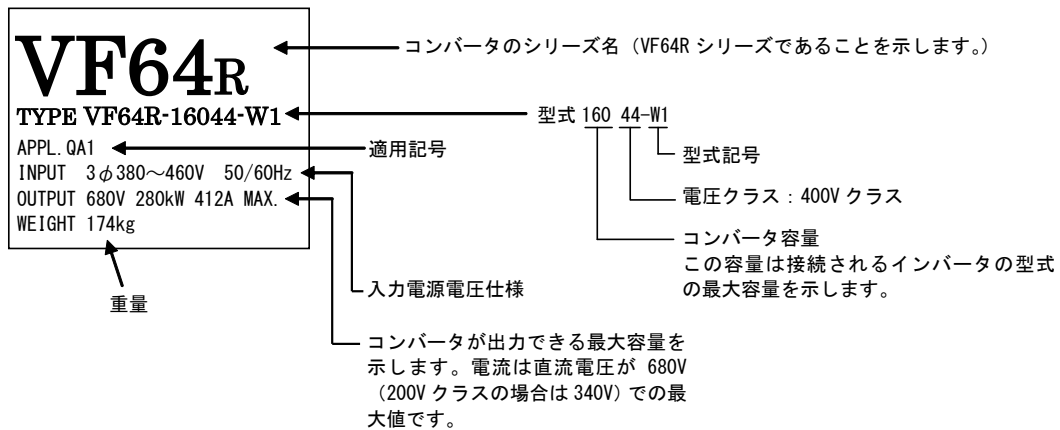 VF64R
コンバータのシリーズ名（VF64R シリーズであることを示します。）
TYPE VF64R-16044-W1
型式 160 44-W1
APPL.QA1
適用記号
型式記号
INPUT 3φ380～460V 50/60Hz
OUTPUT 680V 280kW 412A MAX.
電圧クラス：400V クラス
WEIGHT 174kg
コンバータ容量
この容量は接続されるインバータの型式
の最大容量を示します。
入力電源電圧仕様
重量
コンバータが出力できる最大容量を
示します。電流は直流電圧が 680V
（200V クラスの場合は 340V）での最
大値です。